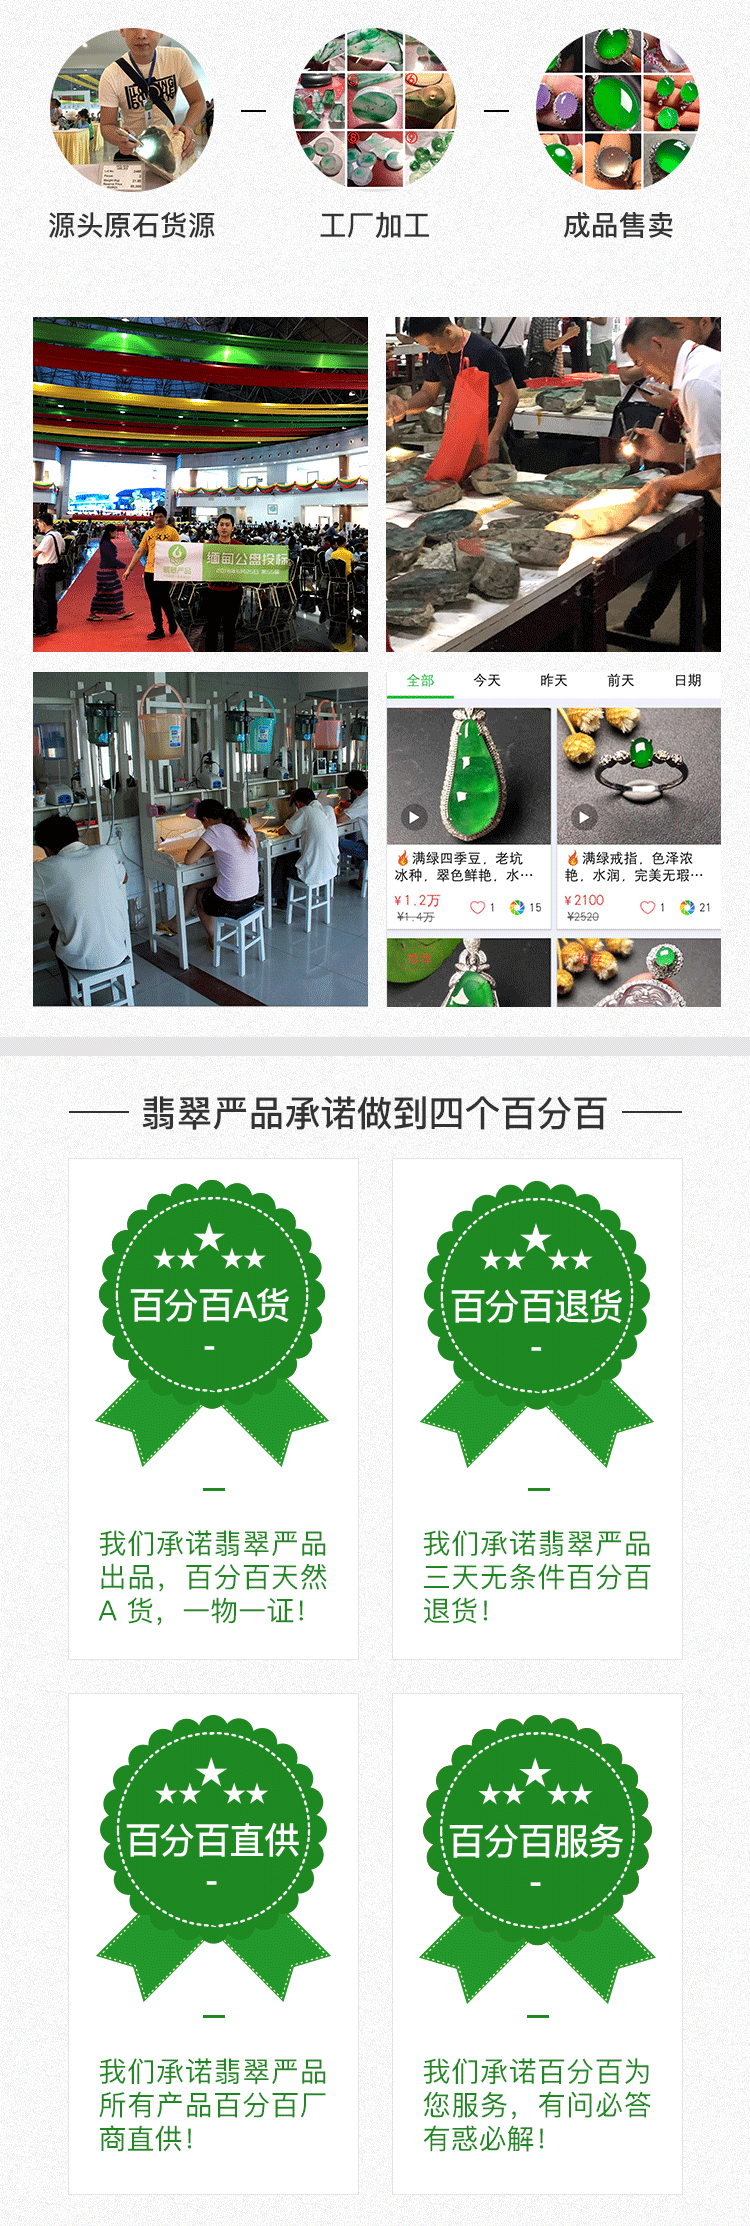 源头原石货源
工厂加工
成品售卖
翡翠严品
缅甸公盘投标
全部 今天 昨天 前天 日期
🔥满绿四季豆，老坑
冰种，翠色鲜艳，水…
¥1.2万
¥1.4万
1 15
🔥满绿戒指，色泽浓
艳，水润，完美无瑕…
¥2100
¥2520
1 21
推荐
推荐
翡翠严品承诺做到四个百分百
百分百A货
百分百退货
我们承诺翡翠严品
出品，百分百天然
A 货，一物一证！
我们承诺翡翠严品
三天无条件百分百
退货！
百分百直供
百分百服务
我们承诺翡翠严品
所有产品百分百厂
商直供！
我们承诺百分百为
您服务，有问必答
有惑必解！